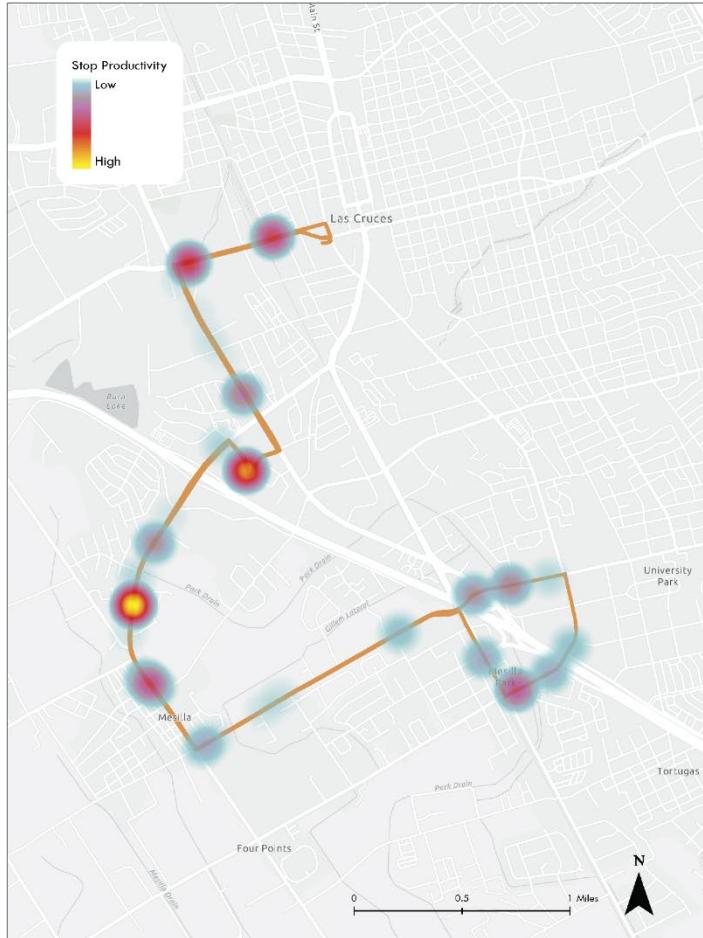 Main St
Stop Productivity
Low
High
Las Cruces
Burn
Lake
University
Park
Park Drain
Park Drain
Gillem Lateral
Mesilla
Park
Mesilla
Tortugas
Park Drain
Four Points
Mesilla Drain
N
0
0.5
1
Miles